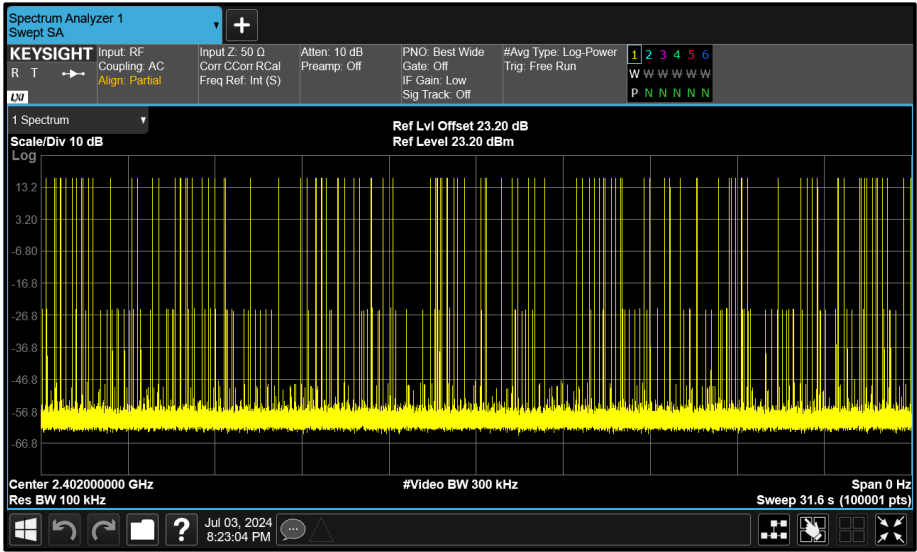 Spectrum Analyzer 1
Swept SA
+
KEYSIGHT
R T
LXI
Input: RF
Coupling: AC
Align: Partial
Input Z: 50 Ω
Corr CCorr RCal
Freq Ref: Int (S)
Atten: 10 dB
Preamp: Off
PNO: Best Wide
Gate: Off
IF Gain: Low
Sig Track: Off
#Avg Type: Log-Power
Trig: Free Run
1 2 3 4 5 6
W W W W W W
P N N N N N
1 Spectrum
Scale/Div 10 dB
Ref Lvl Offset 23.20 dB
Ref Level 23.20 dBm
Log
13.2
3.20
-6.80
-16.8
-26.8
-36.8
-46.8
-56.8
-66.8
Center 2.402000000 GHz
#Video BW 300 kHz
Span 0 Hz
Res BW 100 kHz
Sweep 31.6 s (100001 pts)
?
Jul 03, 2024
8:23:04 PM